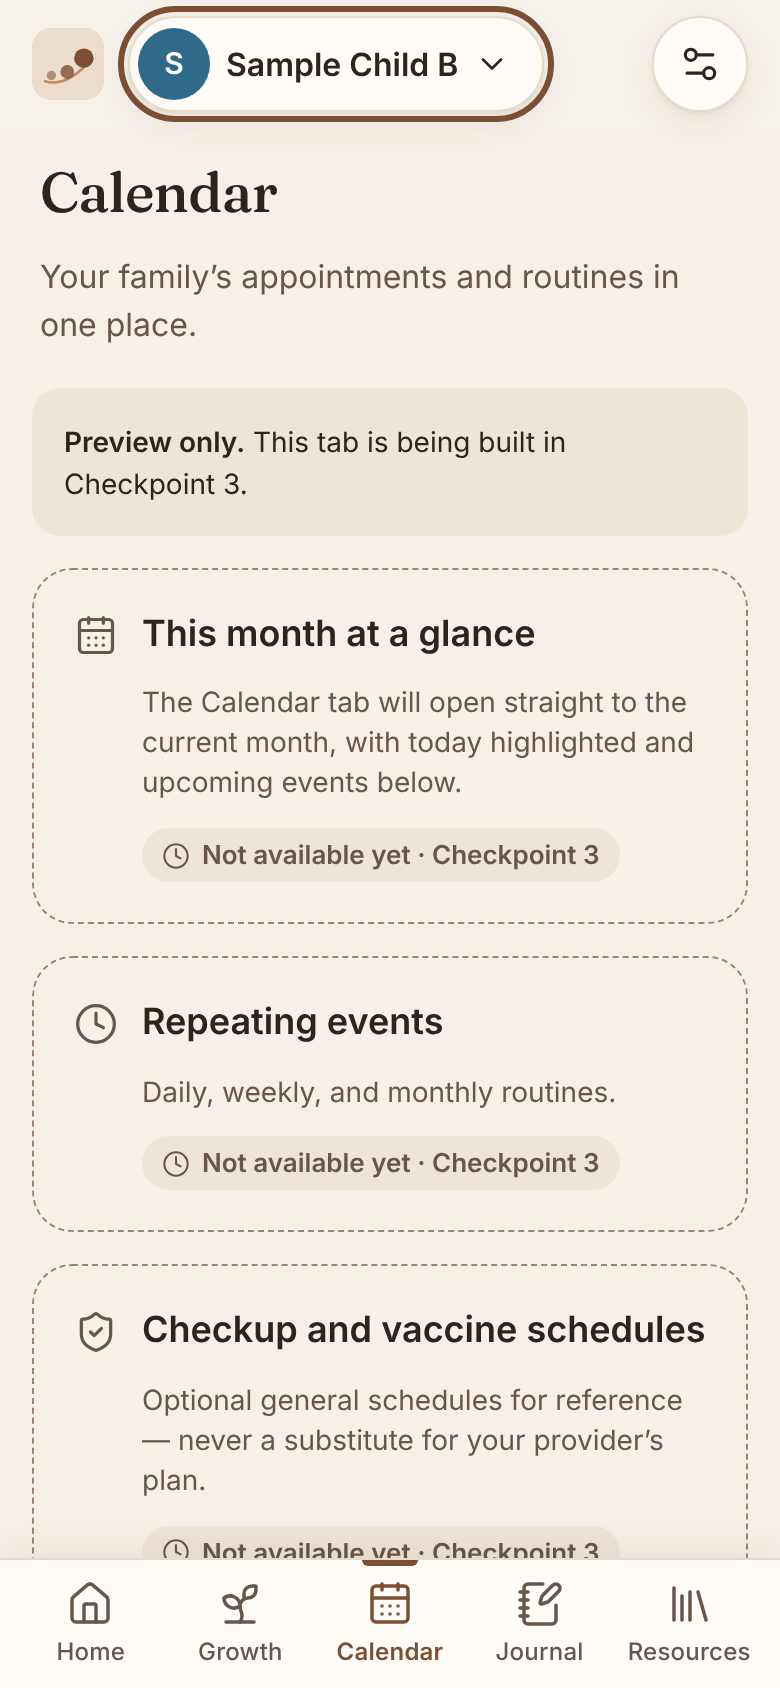 S
Sample Child B
Calendar
Your family’s appointments and routines in
one place.
Preview only. This tab is being built in
Checkpoint 3.
This month at a glance
The Calendar tab will open straight to the
current month, with today highlighted and
upcoming events below.
Not available yet · Checkpoint 3
Repeating events
Daily, weekly, and monthly routines.
Not available yet · Checkpoint 3
Checkup and vaccine schedules
Optional general schedules for reference
— never a substitute for your provider’s
plan.
Not available yet · Checkpoint 3
Home
Growth
Calendar
Journal
Resources